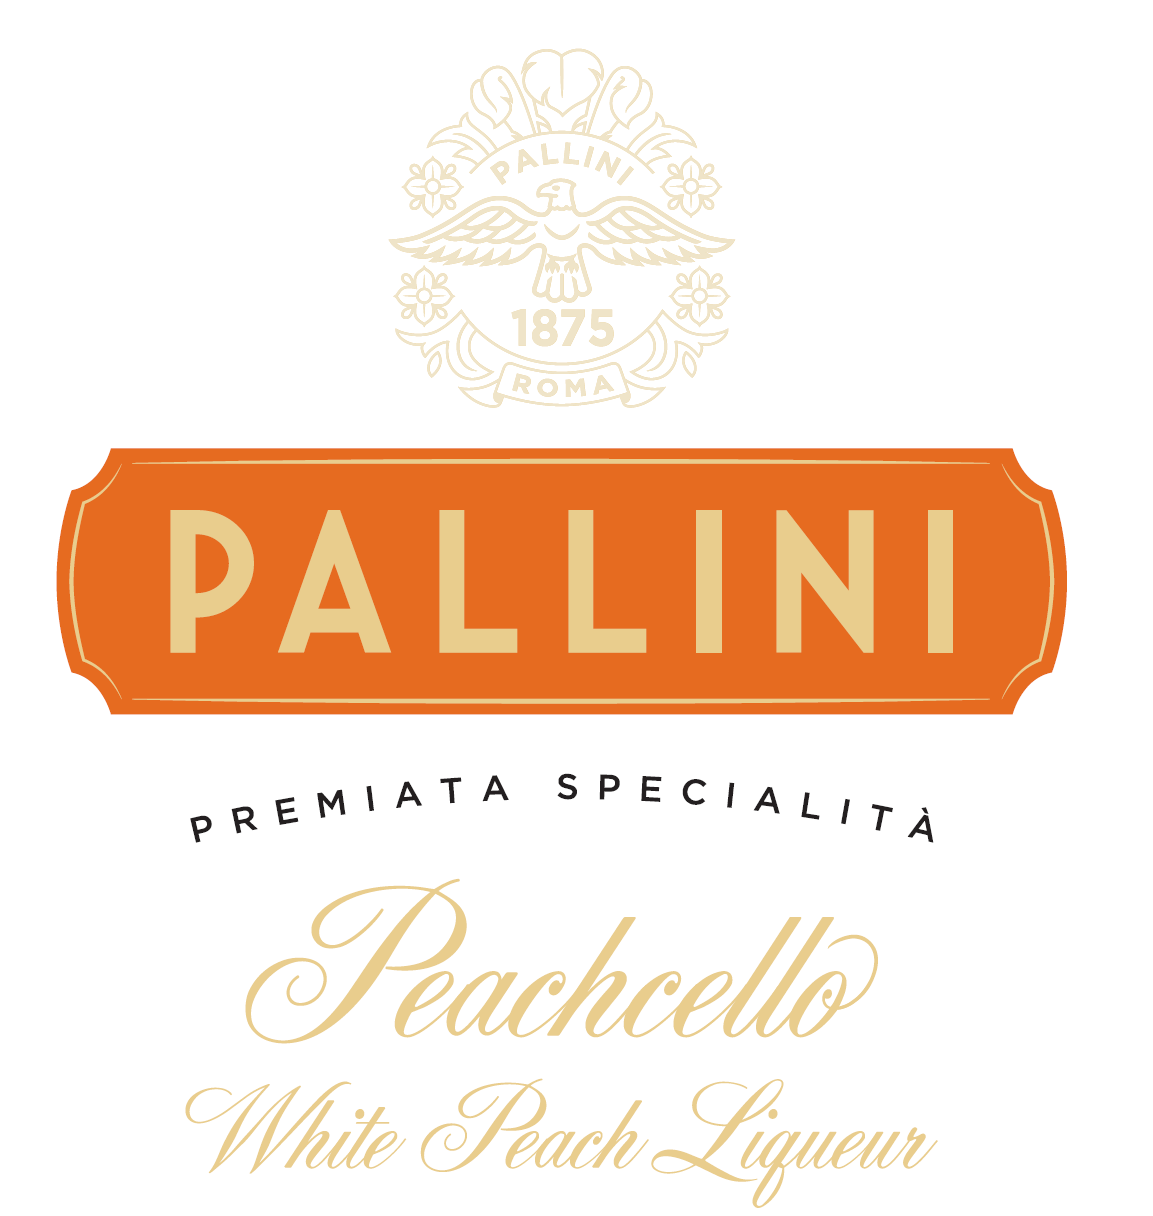 PALLINI
1875
ROMA
PALLINI
PREMIATA SPECIALITÀ
Peachcello
White Peach Liqueur